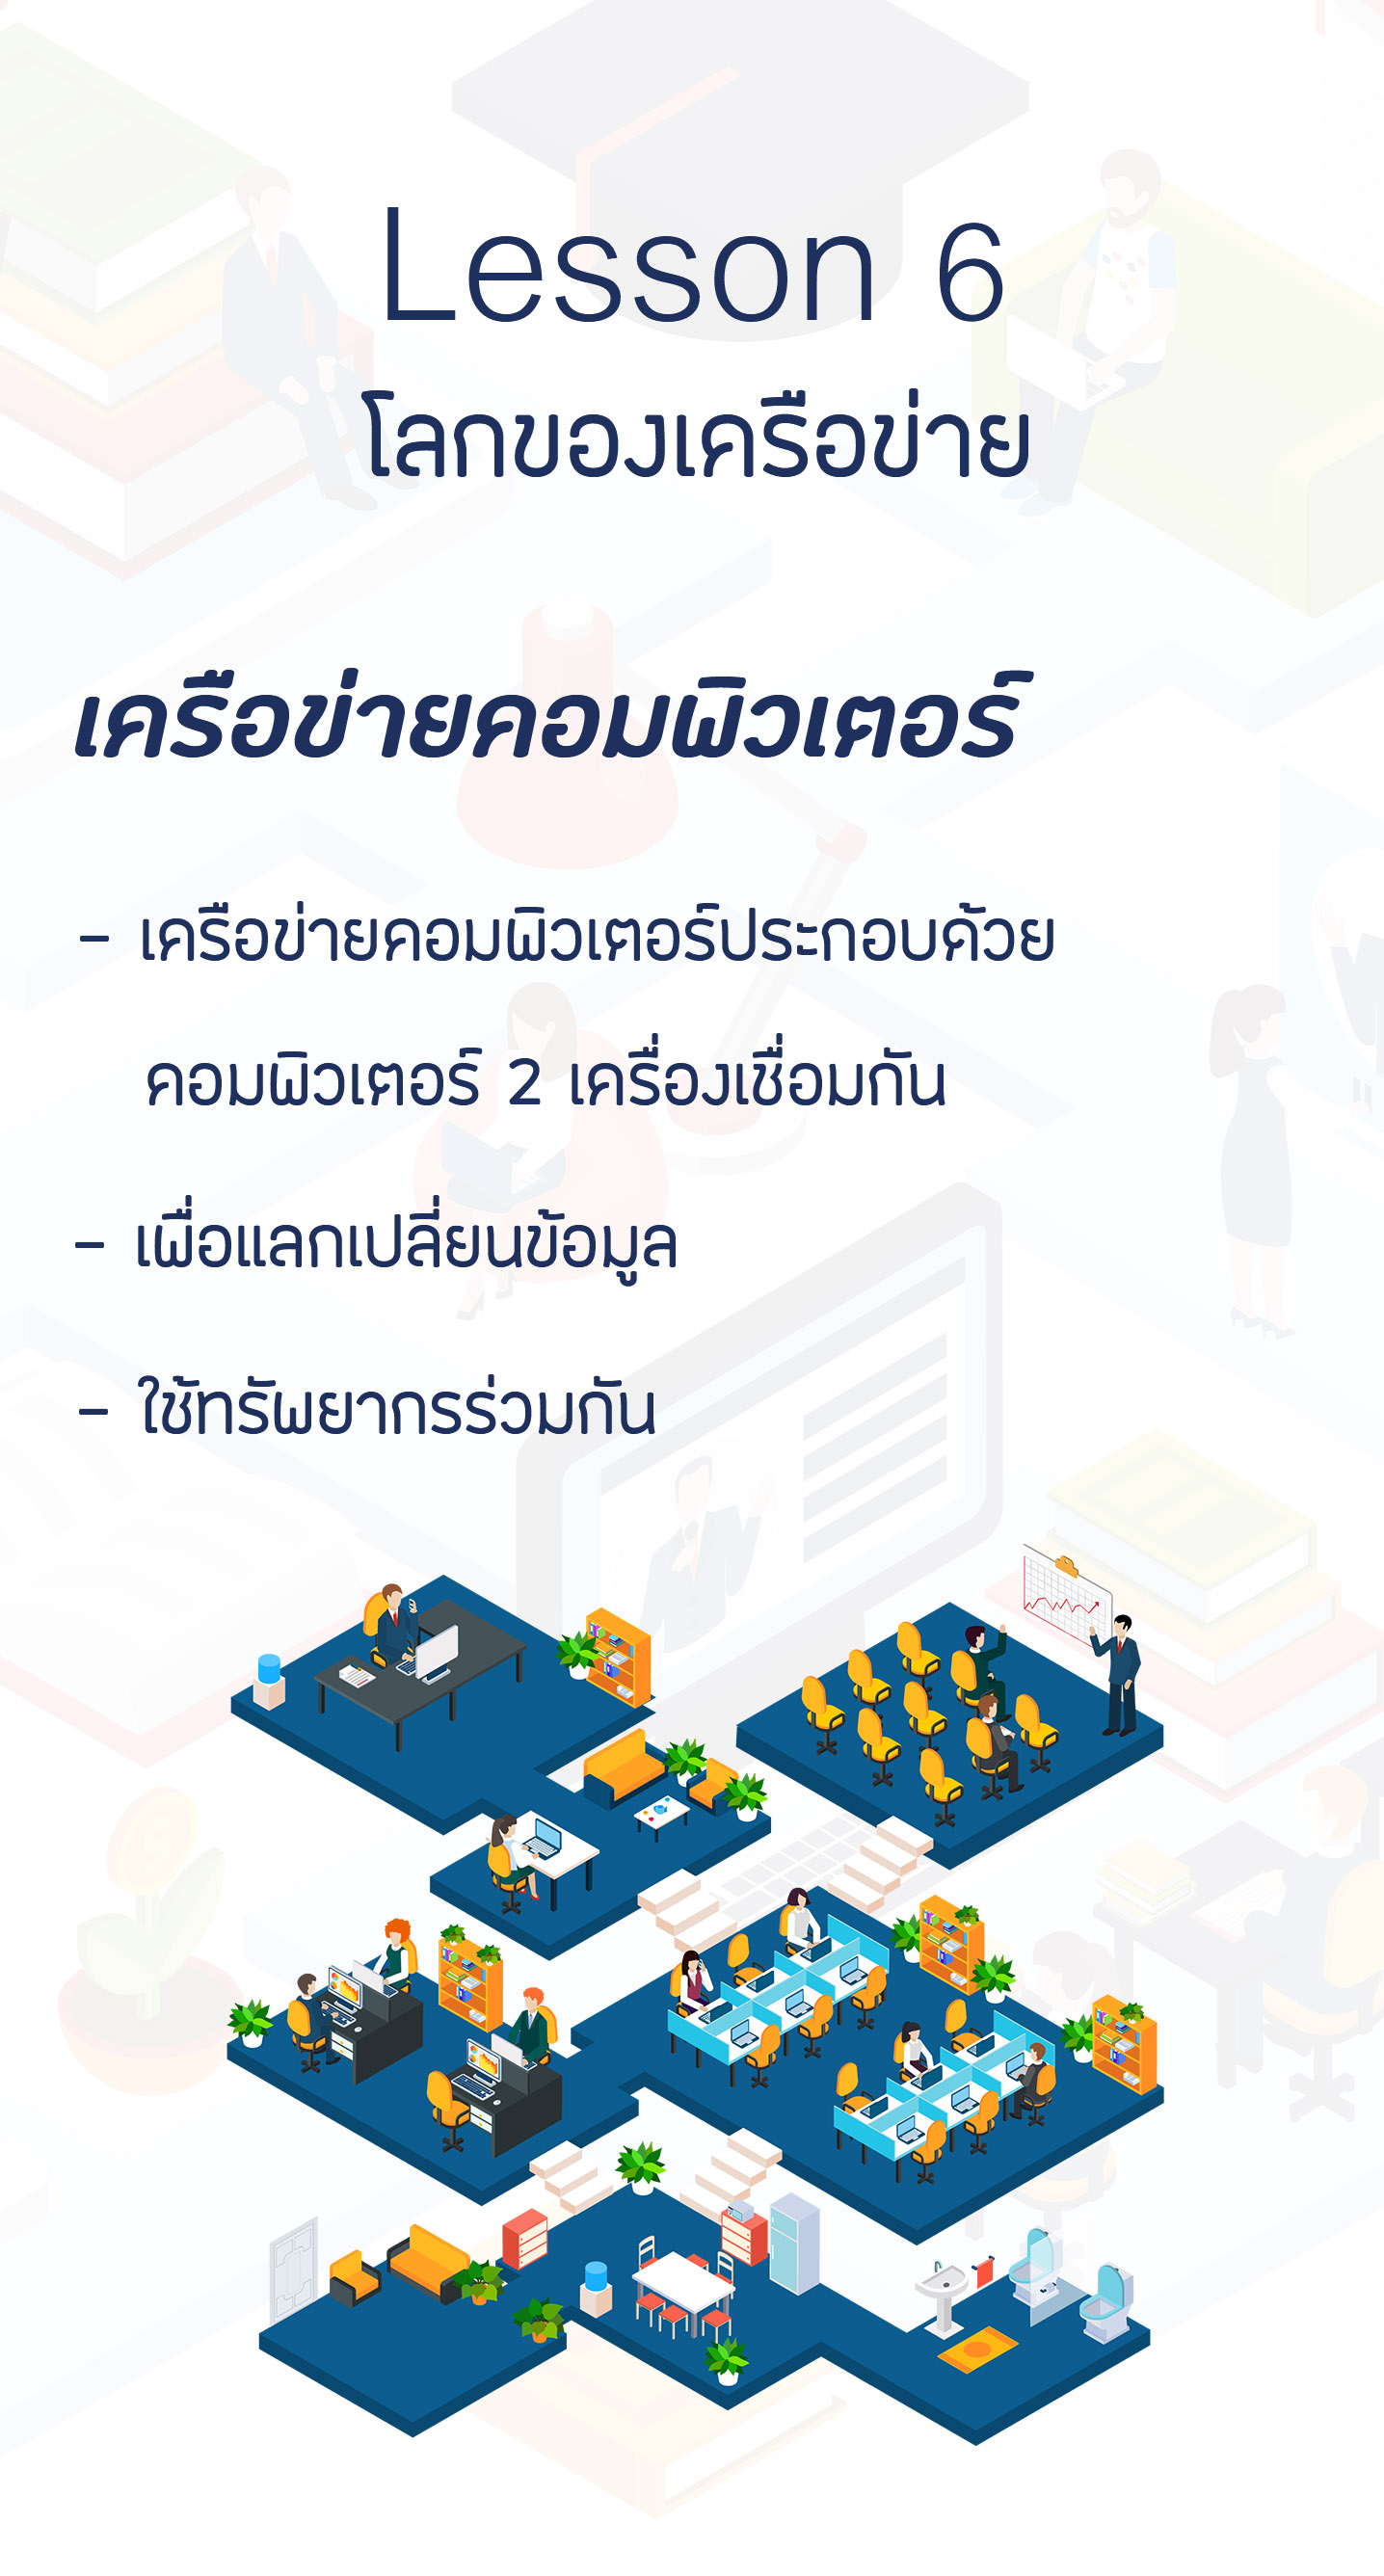 Lesson 6
โลกของเครือข่าย
เครือข่ายคอมพิวเตอร์
- เครือข่ายคอมพิวเตอร์ประกอบด้วย
คอมพิวเตอร์ 2 เครื่องเชื่อมกัน
- เพื่อแลกเปลี่ยนข้อมูล
- ใช้ทรัพยากรร่วมกัน